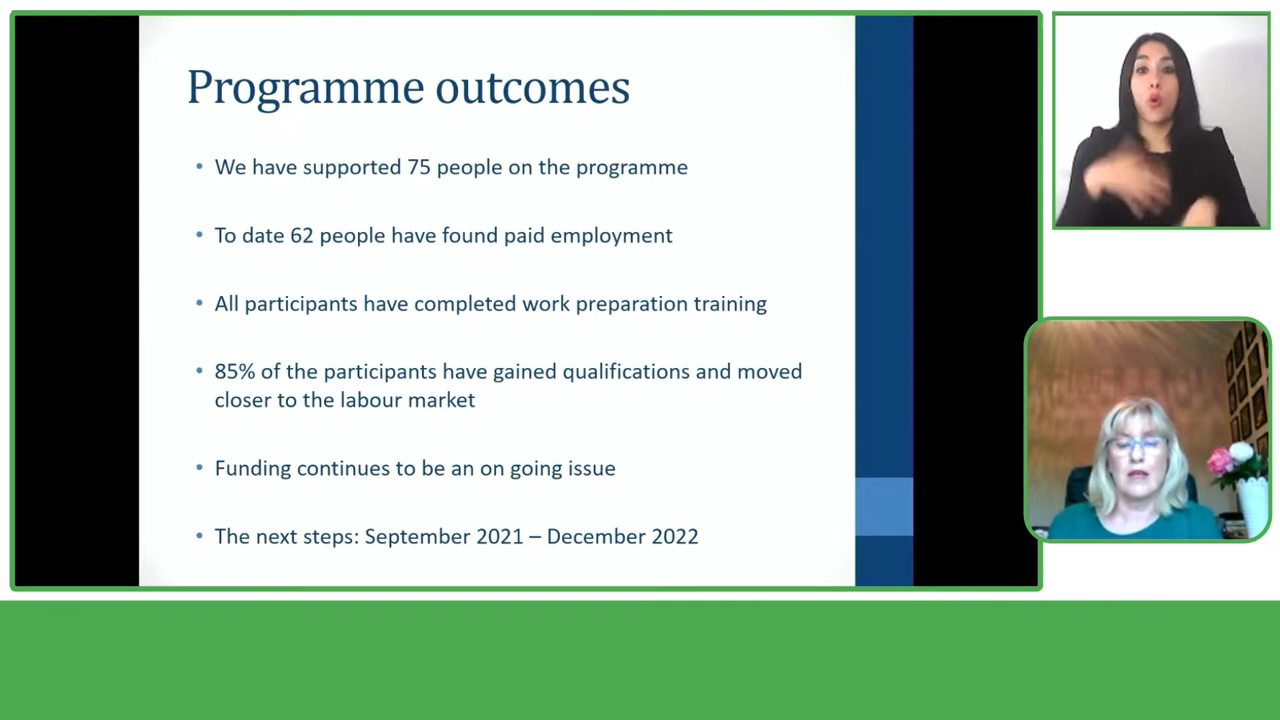 Programme outcomes
• We have supported 75 people on the programme
• To date 62 people have found paid employment
• All participants have completed work preparation training
• 85% of the participants have gained qualifications and moved
closer to the labour market
• Funding continues to be an on going issue
• The next steps: September 2021 – December 2022